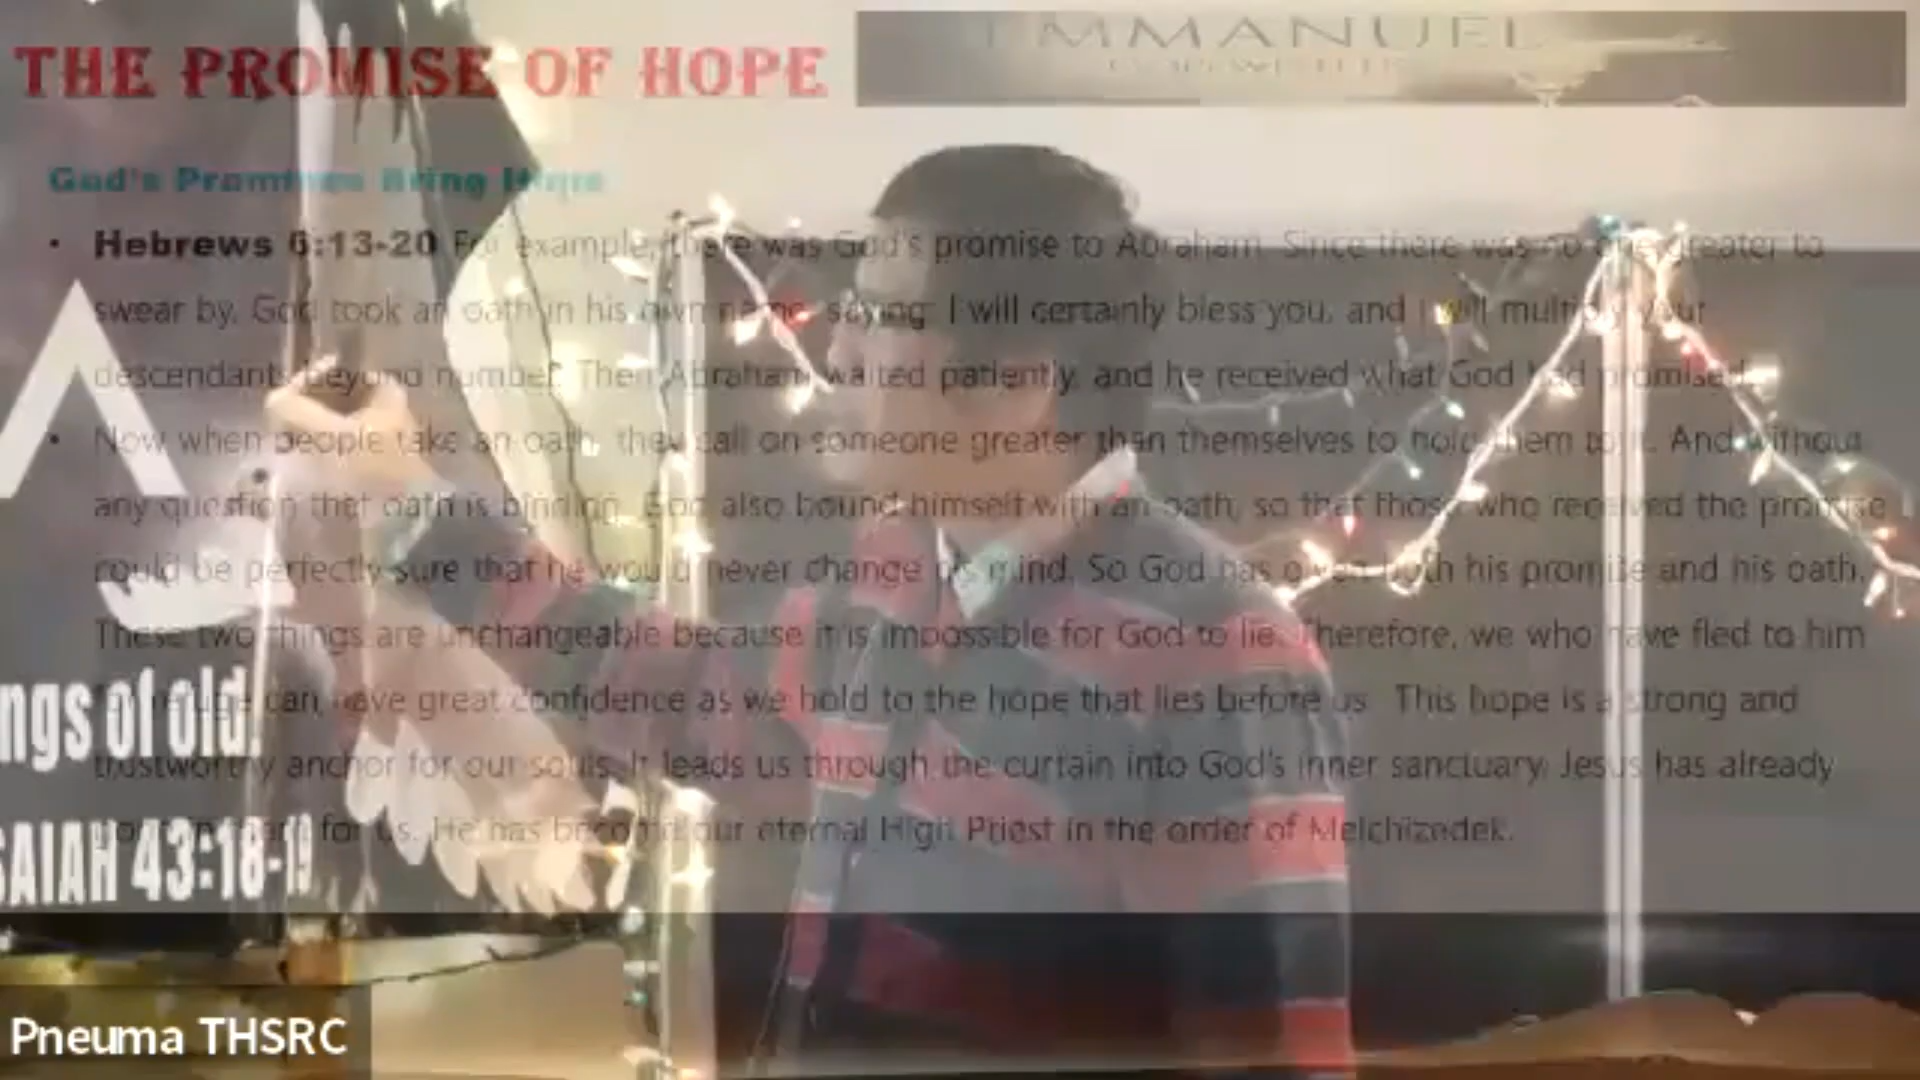 THE PROMISE OF HOPE
EMMANUEL
God's Promises Bring Hope
• Hebrews 6:13-20 For example, there was God's promise to Abraham. Since there was no one greater to
swear by, God took an oath in his own name, saying: I will certainly bless you, and I will multiply your
descendants beyond number. Then Abraham waited patiently, and he received what God had promised.
• Now when people take an oath, they call on someone greater than themselves to hold them to it. And without
any question that oath is binding. God also bound himself with an oath, so that those who received the promise
could be perfectly sure that he would never change his mind. So God has given both his promise and his oath.
These two things are unchangeable because it is impossible for God to lie. Therefore, we who have fled to him
refuge can have great confidence as we hold to the hope that lies before us. This hope is a strong and
trustworthy anchor for our souls. It leads us through the curtain into God's inner sanctuary. Jesus has already
for us. He has become our eternal High Priest in the order of Melchizedek.
ngs of old.
SAIAH 43:18-19
Pneuma THSRC